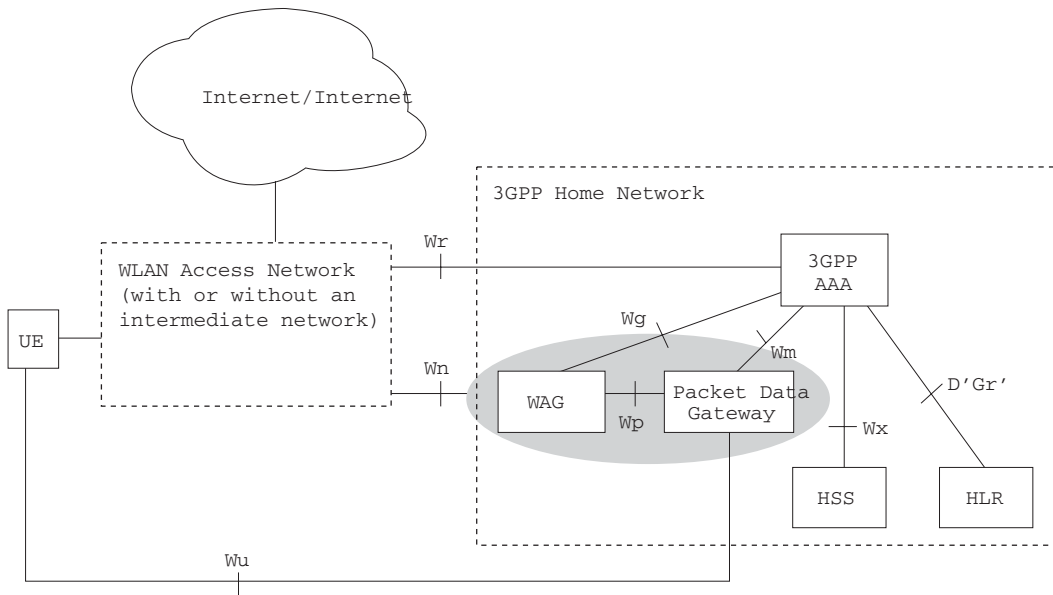 Internet/Internet
3GPP Home Network
Wr
3GPP
AAA
WLAN Access Network
(with or without an
intermediate network)
UE
Wg
Wm
Wn
WAG
Wp
Packet Data
Gateway
D'Gr'
Wx
HSS
HLR
Wu